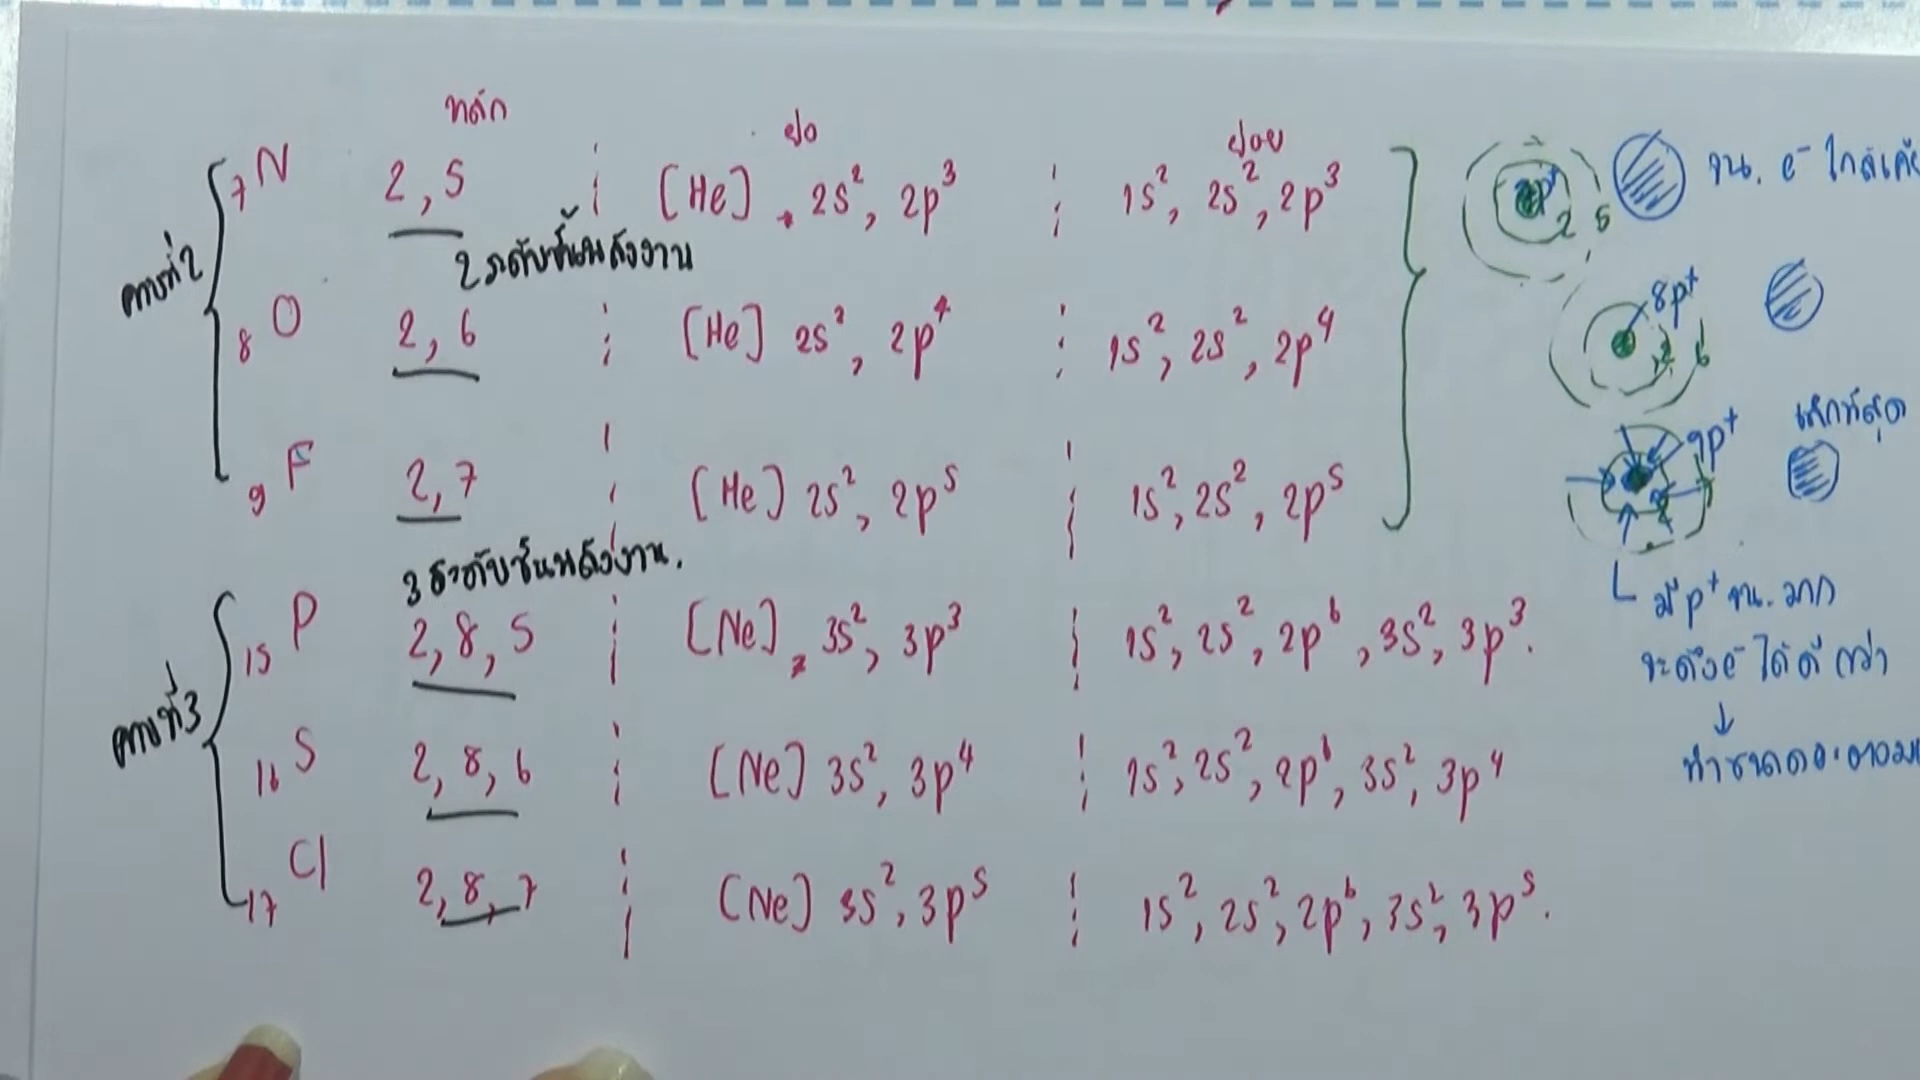 หลัก ย่อ ย่อย
คาบที่2
7N 2,5 [He] 2s², 2p³ 1s², 2s², 2p³
2ระดับชั้นพลังงาน
8O 2,6 [He] 2s², 2p⁴ 1s², 2s², 2p⁴
9F 2,7 [He] 2s², 2p⁵ 1s², 2s², 2p⁵
3ระดับชั้นพลังงาน.
คาบที่3
15P 2,8,5 [Ne] 3s², 3p³ 1s², 2s², 2p⁶, 3s², 3p³.
16S 2,8,6 [Ne] 3s², 3p⁴ 1s², 2s², 2p⁶, 3s², 3p⁴
17Cl 2,8,7 [Ne] 3s², 3p⁵ 1s², 2s², 2p⁶, 3s², 3p⁵.
2 5
จน. e⁻
8p⁺
2 6
9p⁺
เล็กที่สุด
มี p⁺ จน. มาก
จะดึงe⁻ ได้ดีกว่า
↓